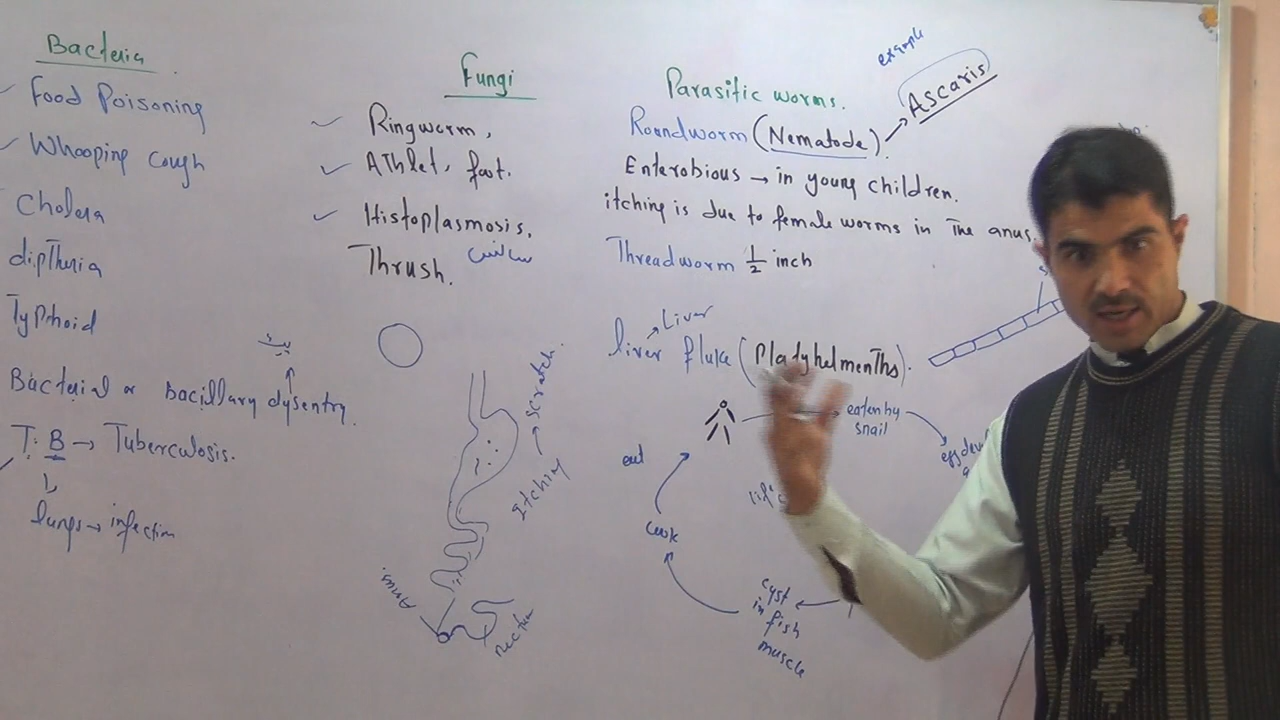 Bacteria
Food Poisoning
Whooping cough
Cholera
diptheria
Typhoid
Bacterial or bacillary dysentry.
T.B → Tuberculosis.
lungs → infection
Fungi
Ringworm,
Athlet, foot.
Histoplasmosis.
Thrush. سانس
Itching → scratch.
Anus.
rectum
Parasitic worms.
example
Roundworm (Nematode). → Ascaris
Enterobious → in young children.
itching is due to female worms in The anus.
Threadworm 1/2 inch
Liver
liver fluke (Pladyhelmenths).
eaten by
snail
eat
cook
cyst
in fish
muscle